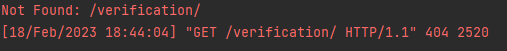 Not Found: /verification/
[18/Feb/2023 18:44:04] "GET /verification/ HTTP/1.1" 404 2520